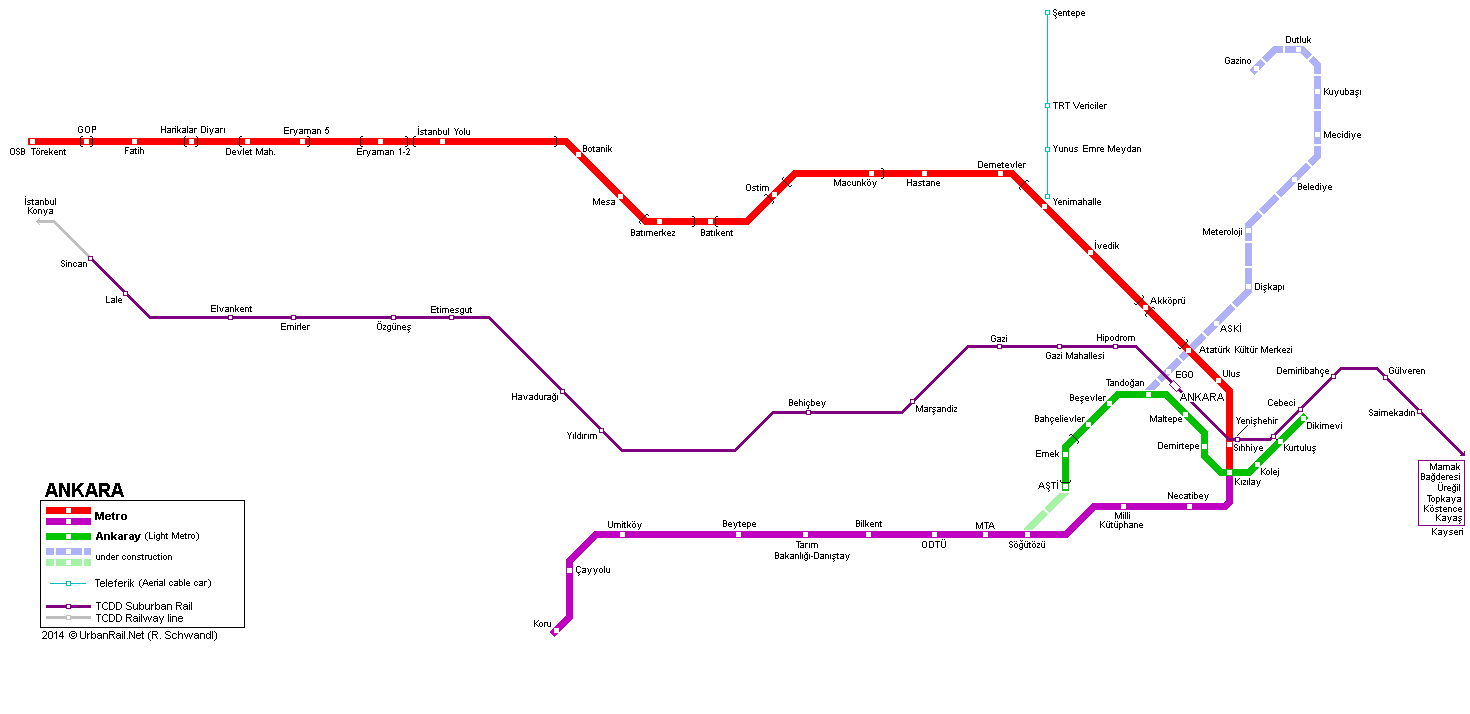 Şentepe
TRT Vericiler
Yunus Emre Meydan
Yenimahalle
Gazino
Dutluk
Kuyubaşı
Mecidiye
Belediye
Meteroloji
Dişkapı
ASKİ
EGO
OSB Törekent
GOP
Fatih
Harikalar Diyarı
Devlet Mah.
Eryaman 5
Eryaman 1-2
İstanbul Yolu
Botanik
Mesa
Batımerkez
Batıkent
Ostim
Macunköy
Hastane
Demetevler
İvedik
Akköprü
Atatürk Kültür Merkezi
Ulus
Sıhhiye
Kızılay
İstanbul
Konya
Sincan
Lale
Elvankent
Emirler
Özgüneş
Etimesgut
Havadurağı
Yıldırım
Behiçbey
Marşandiz
Gazi
Gazi Mahallesi
Hipodrom
ANKARA
Yenişehir
Cebeci
Demirlibahçe
Gülveren
Saimekadın
Mamak
Bağderesi
Üreğil
Topkaya
Köstence
Kayaş
Kayseri
Tandoğan
Beşevler
Bahçelievler
Emek
AŞTİ
Maltepe
Demirtepe
Kolej
Kurtuluş
Dikimevi
Necatibey
Milli
Kütüphane
Söğütözü
MTA
ODTÜ
Bilkent
Tarım
Bakanlığı-Danıştay
Beytepe
Umitköy
Çayyolu
Koru
ANKARA
Metro
Ankaray (Light Metro)
under construction
Teleferik (Aerial cable car)
TCDD Suburban Rail
TCDD Railway line
2014 © UrbanRail.Net (R. Schwandl)